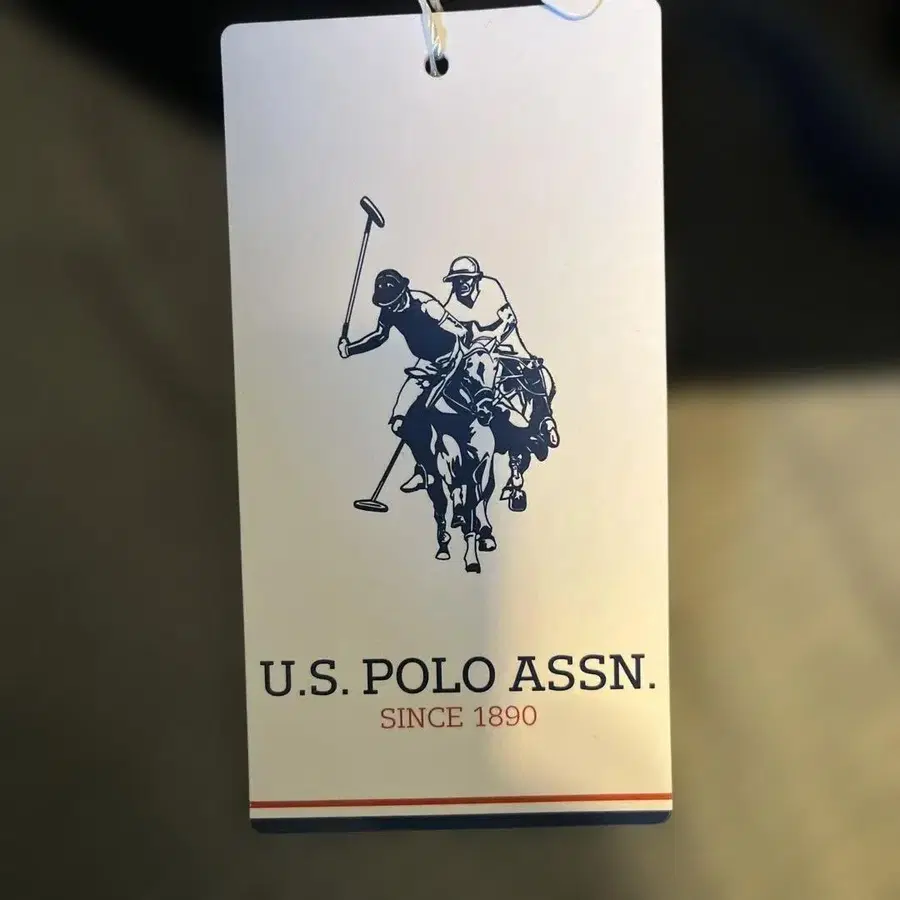 U.S. POLO ASSN.
SINCE 1890